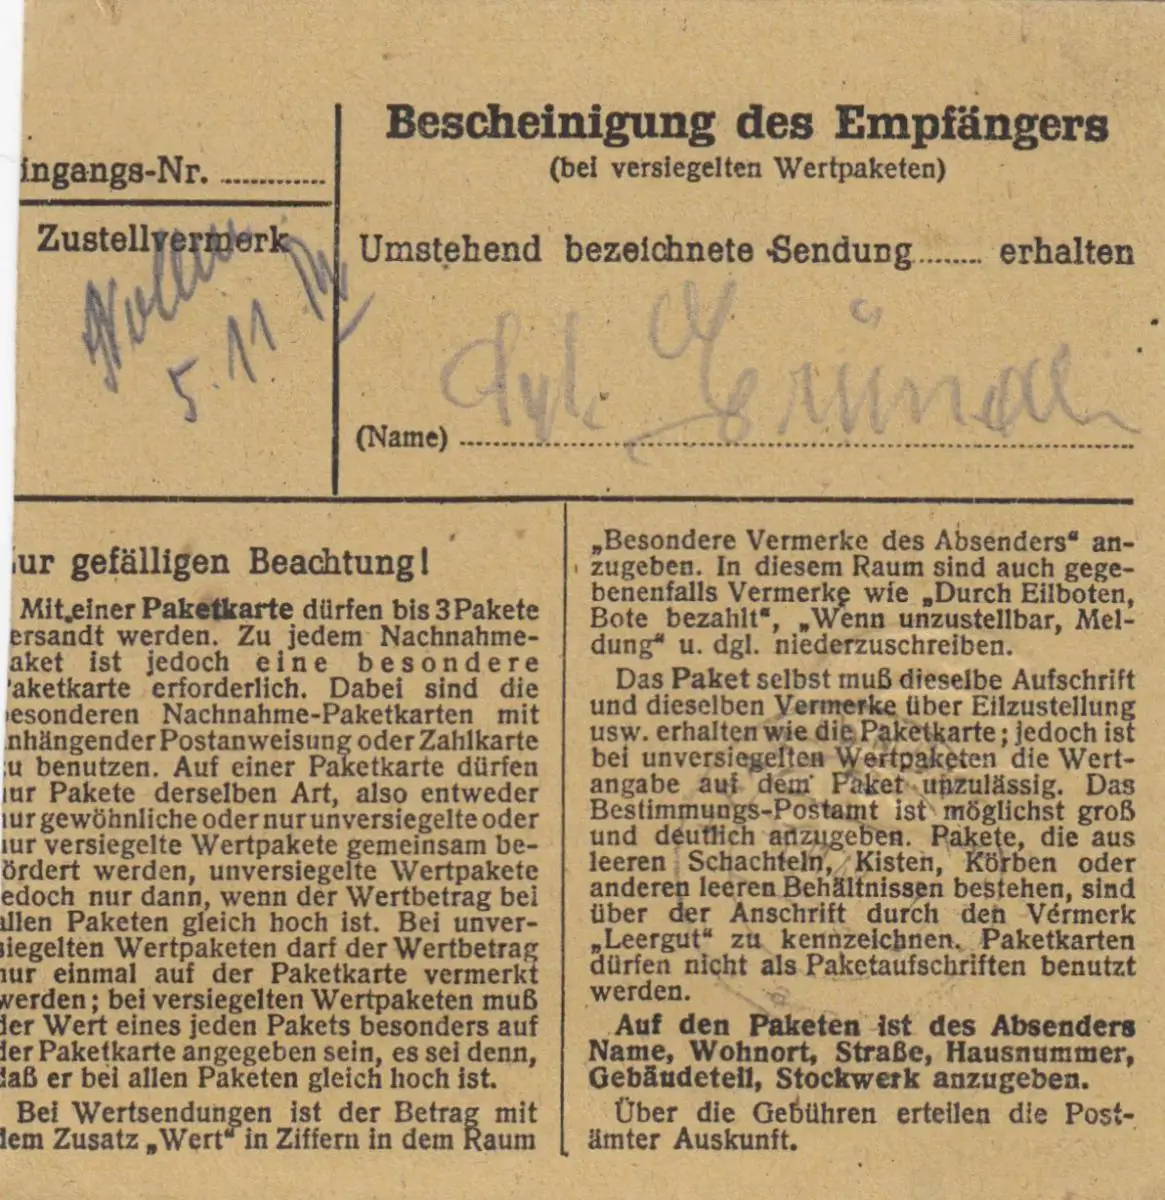 Bescheinigung des Empfängers
(bei versiegelten Wertpaketen)
ingangs-Nr. ............
Zustellvermerk
5. 11
Umstehend bezeichnete Sendung........ erhalten
(Name)
ur gefälligen Beachtung!
Mit einer Paketkarte dürfen bis 3 Pakete
ersandt werden. Zu jedem Nachnahme-
aket ist jedoch eine besondere
aketkarte erforderlich. Dabei sind die
esonderen Nachnahme-Paketkarten mit
nhängender Postanweisung oder Zahlkarte
u benutzen. Auf einer Paketkarte dürfen
ur Pakete derselben Art, also entweder
ur gewöhnliche oder nur unversiegelte oder
ur versiegelte Wertpakete gemeinsam be-
ördert werden, unversiegelte Wertpakete
edoch nur dann, wenn der Wertbetrag bei
llen Paketen gleich hoch ist. Bei unver-
siegelten Wertpaketen darf der Wertbetrag
nur einmal auf der Paketkarte vermerkt
werden; bei versiegelten Wertpaketen muß
der Wert eines jeden Pakets besonders auf
der Paketkarte angegeben sein, es sei denn,
daß er bei allen Paketen gleich hoch ist.
Bei Wertsendungen ist der Betrag mit
dem Zusatz „Wert“ in Ziffern in dem Raum
„Besondere Vermerke des Absenders“ an-
zugeben. In diesem Raum sind auch gege-
benenfalls Vermerke wie „Durch Eilboten,
Bote bezahlt“, „Wenn unzustellbar, Mel-
dung“ u. dgl. niederzuschreiben.
Das Paket selbst muß dieselbe Aufschrift
und dieselben Vermerke über Eilzustellung
usw. erhalten wie die Paketkarte; jedoch ist
bei unversiegelten Wertpaketen die Wert-
angabe auf dem Paket unzulässig. Das
Bestimmungs-Postamt ist möglichst groß
und deutlich anzugeben. Pakete, die aus
leeren Schachteln, Kisten, Körben oder
anderen leeren Behältnissen bestehen, sind
über der Anschrift durch den Vermerk
„Leergut“ zu kennzeichnen. Paketkarten
dürfen nicht als Paketaufschriften benutzt
werden.
Auf den Paketen ist des Absenders
Name, Wohnort, Straße, Hausnummer,
Gebäudeteil, Stockwerk anzugeben.
Über die Gebühren erteilen die Post-
ämter Auskunft.